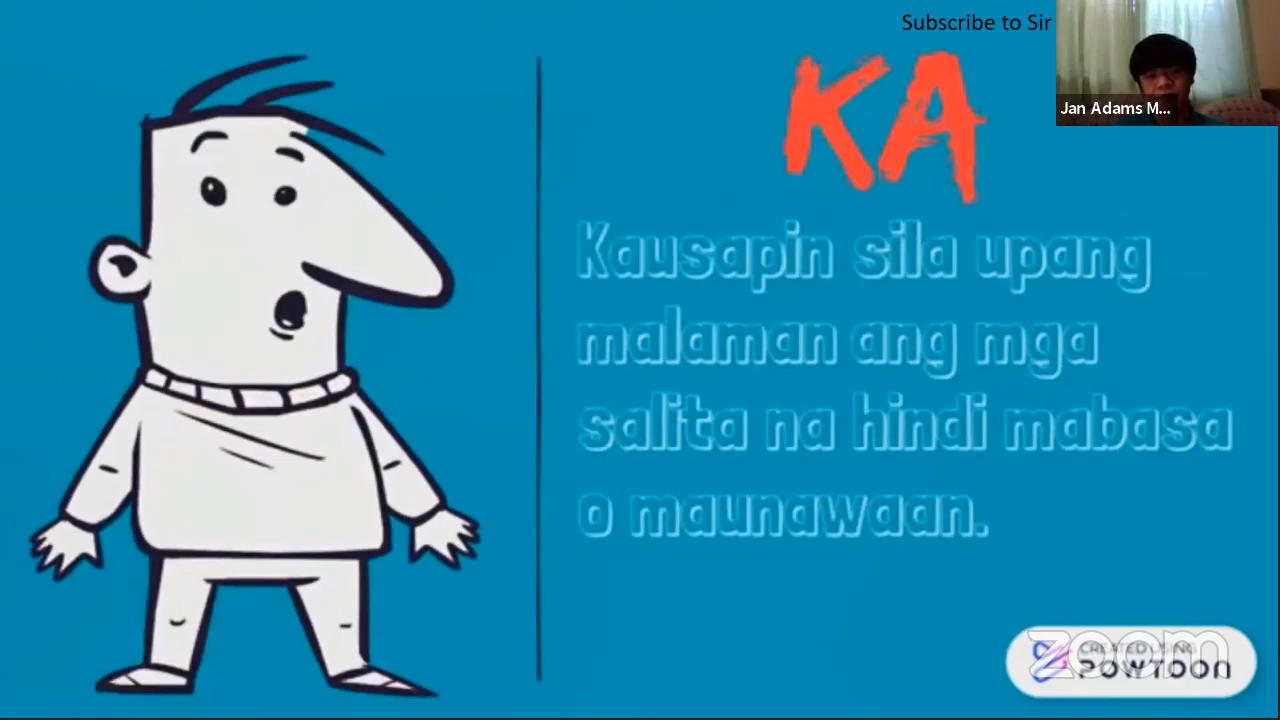 Subscribe to Sir
KA
Jan Adams M...
Kausapin sila upang
malaman ang mga
salita na hindi mabasa
o maunawaan.
zoom
CREATED USING
POWTOON